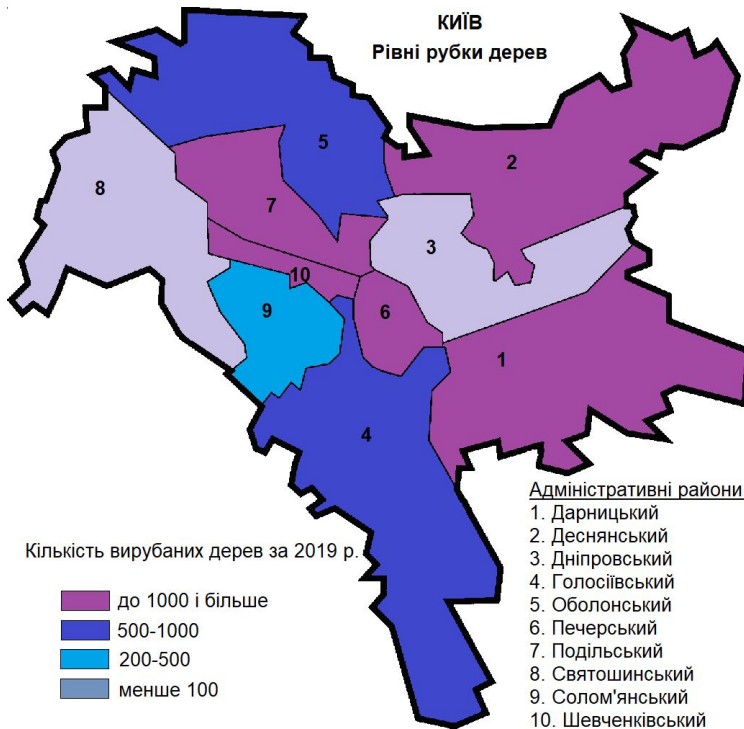 КИЇВ
Рівні рубки дерев
5
2
8
7
3
10
9
6
1
4
Кількість вирубаних дерев за 2019 р.
до 1000 і більше
500-1000
200-500
менше 100
Адміністративні райони
1. Дарницький
2. Деснянський
3. Дніпровський
4. Голосіївський
5. Оболонський
6. Печерський
7. Подільський
8. Святошинський
9. Солом'янський
10. Шевченківський